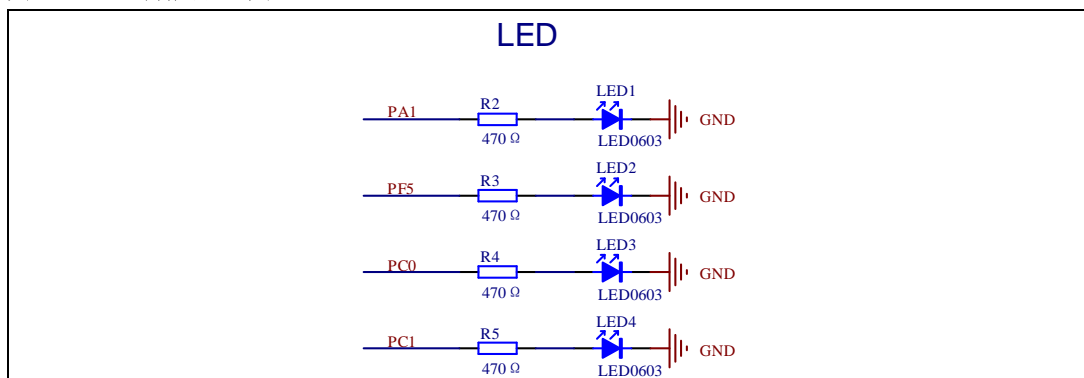 LED
LED1
PA1 R2 GND
470 Ω LED0603
LED2
PF5 R3 GND
470 Ω LED0603
LED3
PC0 R4 GND
470 Ω LED0603
LED4
PC1 R5 GND
470 Ω LED0603